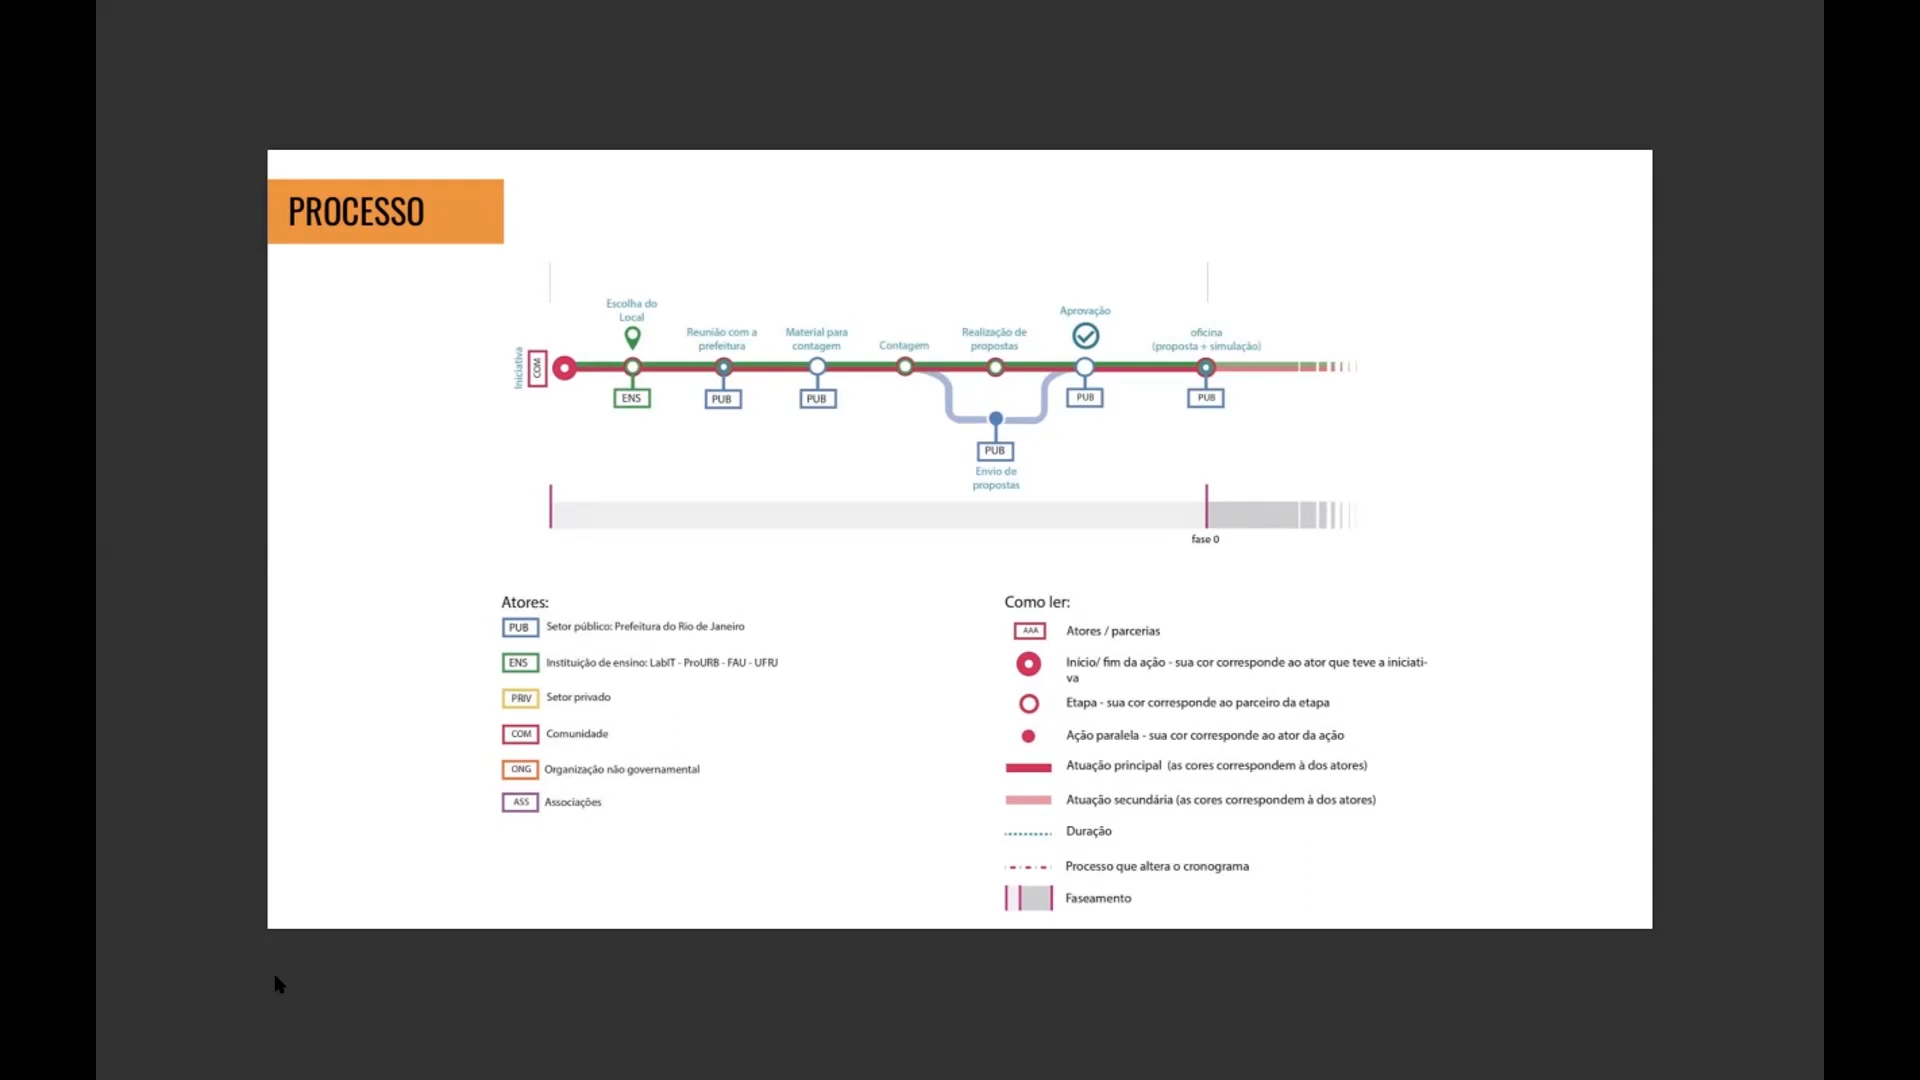 PROCESSO
Escolha do
Local
Reunião com a
prefeitura
Material para
contagem
Contagem
Realização de
propostas
Aprovação
oficina
(proposta + simulação)
Iniciativa
COM
ENS
PUB
PUB
PUB
PUB
PUB
Envio de
propostas
fase 0
Atores:
PUB Setor público: Prefeitura do Rio de Janeiro
ENS Instituição de ensino: LabIT - ProURB - FAU - UFRJ
PRIV Setor privado
COM Comunidade
ONG Organização não governamental
ASS Associações
Como ler:
AAA Atores / parcerias
Início/ fim da ação - sua cor corresponde ao ator que teve a iniciati-
va
Etapa - sua cor corresponde ao parceiro da etapa
Ação paralela - sua cor corresponde ao ator da ação
Atuação principal (as cores correspondem à dos atores)
Atuação secundária (as cores correspondem à dos atores)
Duração
Processo que altera o cronograma
Faseamento